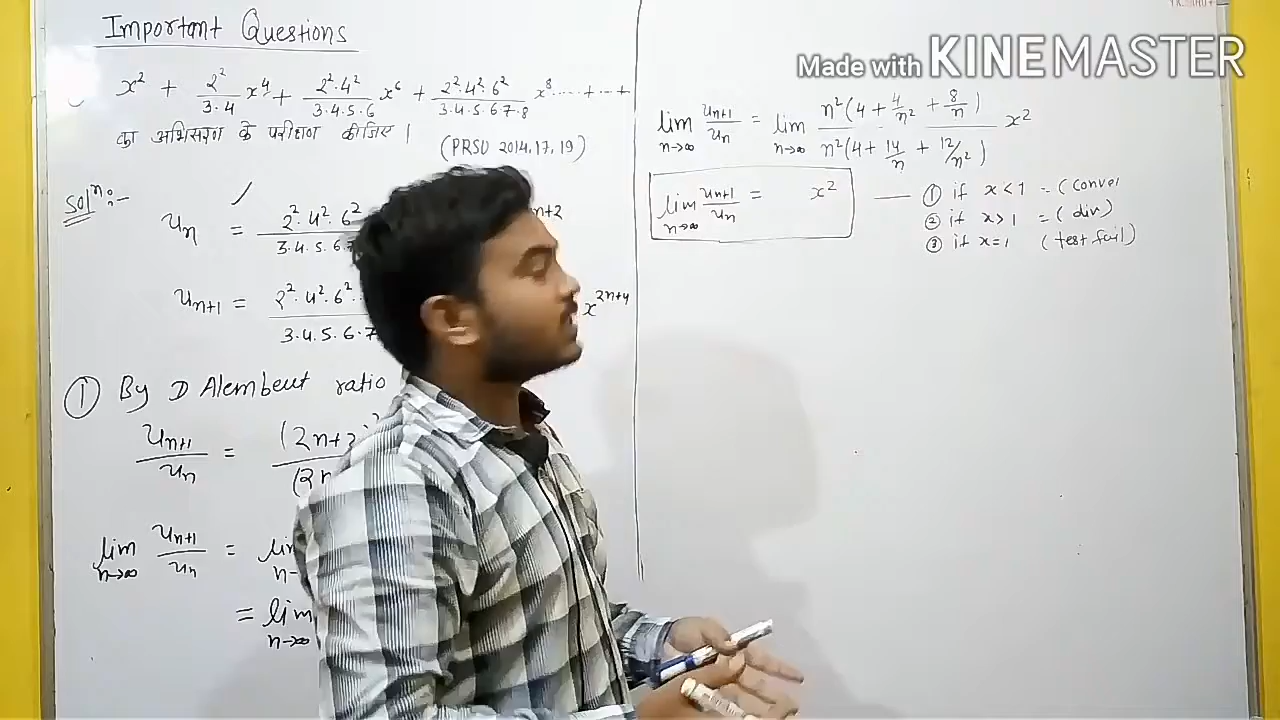 Important Questions
x² + 2²/3·4 x⁴ + 2²·4²/3·4·5·6 x⁶ + 2²·4²·6²/3·4·5·6·7·8 x⁸ ..... + ... +
का अभिसरण के परीक्षण कीजिए |
(PRSU 2014,17,19)
Solⁿ:-
uₙ = 2²·4²·6² n+2
3·4·5·6·7
uₙ₊₁ = 2²·4²·6² x²ⁿ⁺⁴
3·4·5·6·7
① By D Alembeut ratio
uₙ₊₁/uₙ = (2n+2
lim n→∞ uₙ₊₁/uₙ = lim
= lim n→∞
Made with KINEMASTER
lim n→∞ uₙ₊₁/uₙ = lim n→∞ n²(4 + 4/n² + 8/n) / n²(4 + 14/n + 12/n²) x²
lim n→∞ uₙ₊₁/uₙ = x²
① if x < 1 = (conver
② if x > 1 = (div)
③ if x = 1 (test fail)